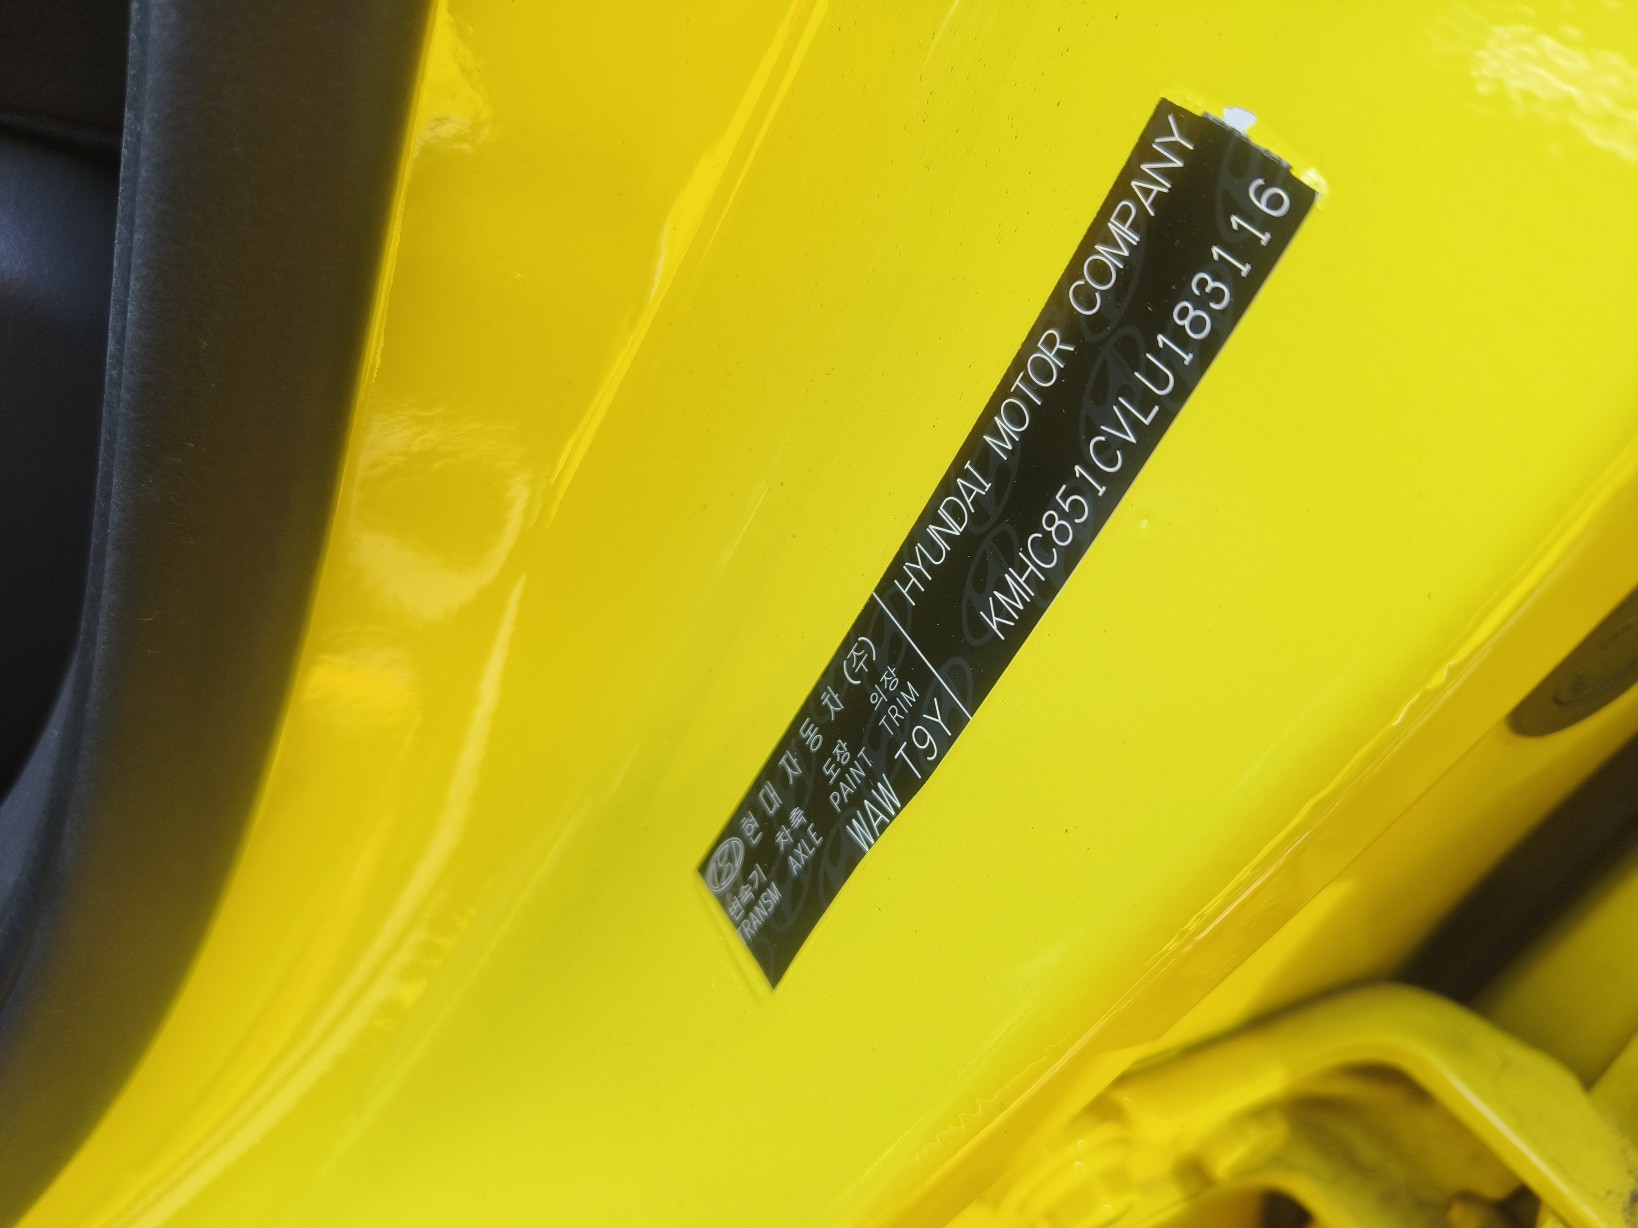 현대자동차(주)
변속기 차축 도장 의장
TRANSM AXLE PAINT TRIM
WAW T9Y
HYUNDAI MOTOR COMPANY
KMHC851CVLU183116